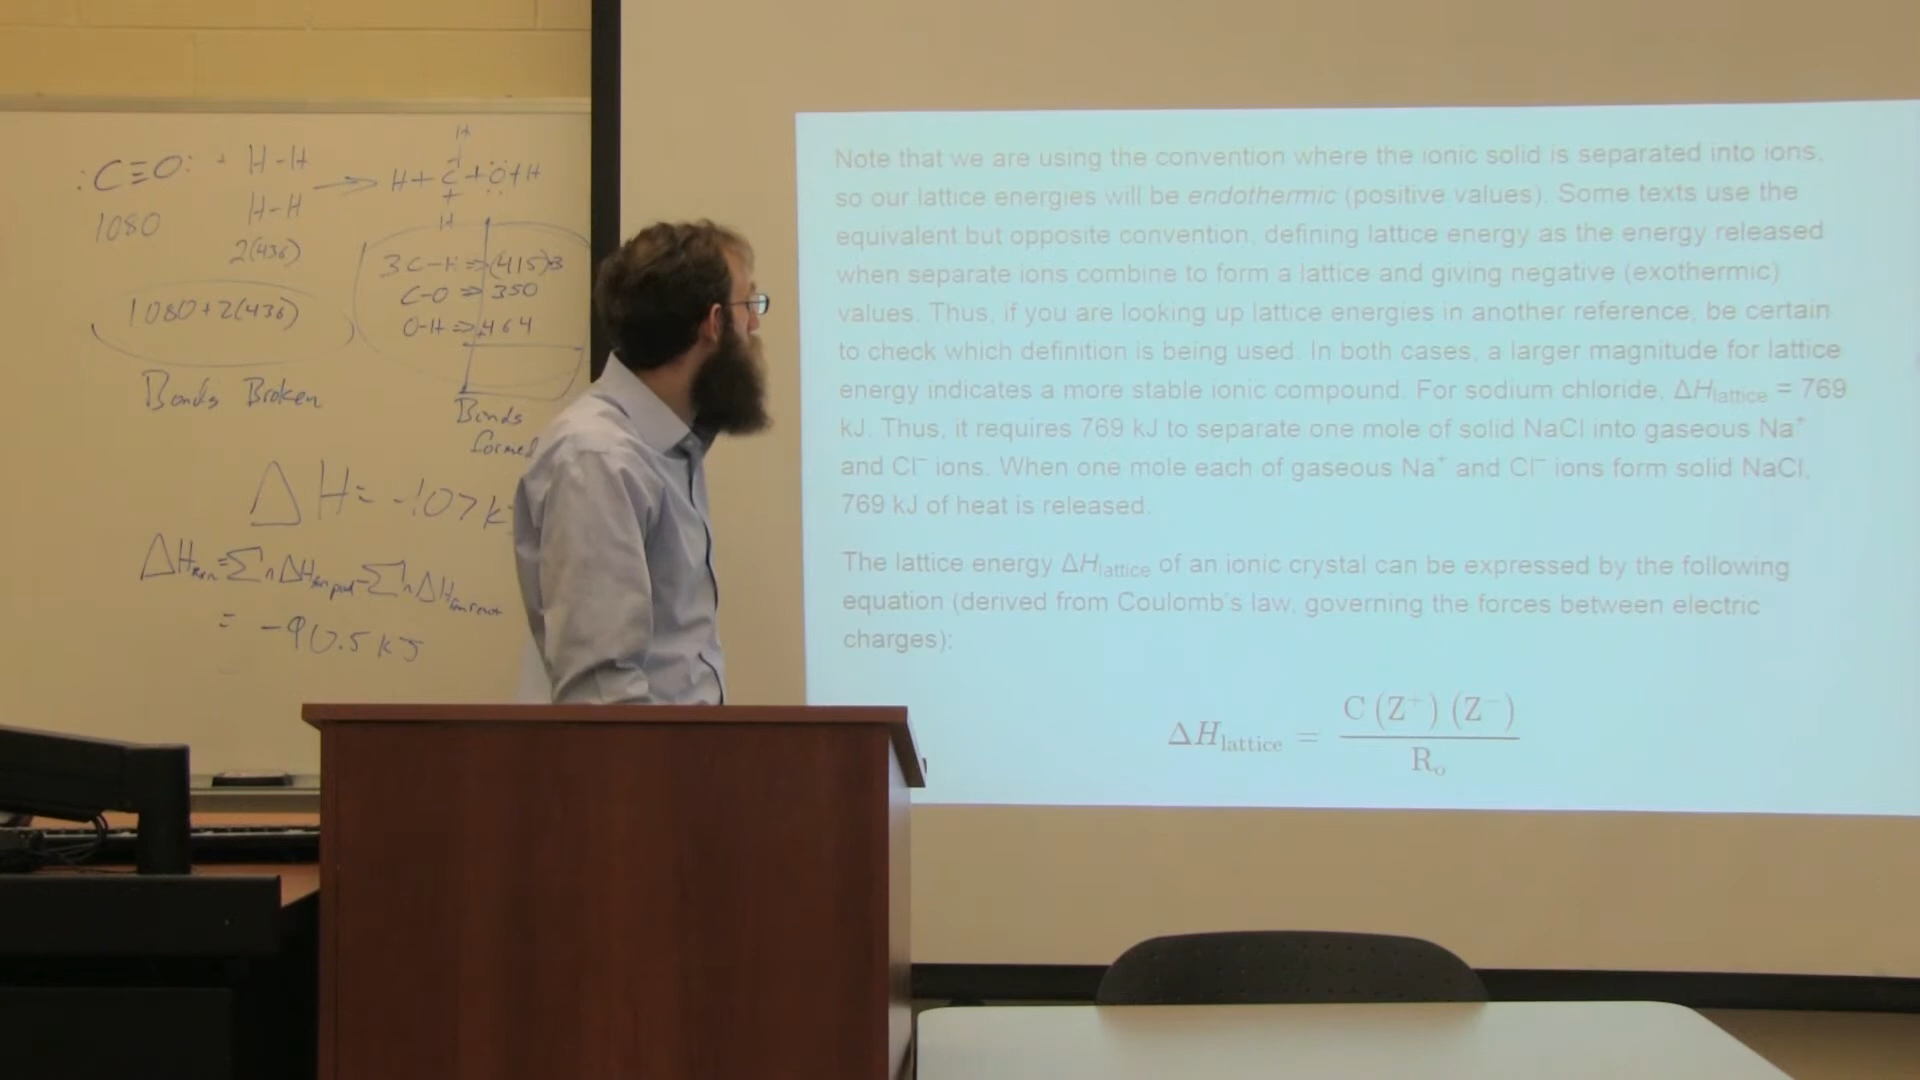 :C≡O: + H-H → H+C+Ö+H
H
H
1080
H-H
2(436)
1080+2(436)
Bonds Broken
3C-H ⇒ (415)3
C-O ⇒ 350
O-H ⇒ 464
Bonds
formed
ΔH = -107 k
ΔHrxn = Σn ΔH - Σn ΔH
= -90.5 kJ
Note that we are using the convention where the ionic solid is separated into ions,
so our lattice energies will be endothermic (positive values). Some texts use the
equivalent but opposite convention, defining lattice energy as the energy released
when separate ions combine to form a lattice and giving negative (exothermic)
values. Thus, if you are looking up lattice energies in another reference, be certain
to check which definition is being used. In both cases, a larger magnitude for lattice
energy indicates a more stable ionic compound. For sodium chloride, ΔHlattice = 769
kJ. Thus, it requires 769 kJ to separate one mole of solid NaCl into gaseous Na⁺
and Cl⁻ ions. When one mole each of gaseous Na⁺ and Cl⁻ ions form solid NaCl,
769 kJ of heat is released.
The lattice energy ΔHlattice of an ionic crystal can be expressed by the following
equation (derived from Coulomb's law, governing the forces between electric
charges):
ΔHlattice = C (Z⁺) (Z⁻) / Rₒ